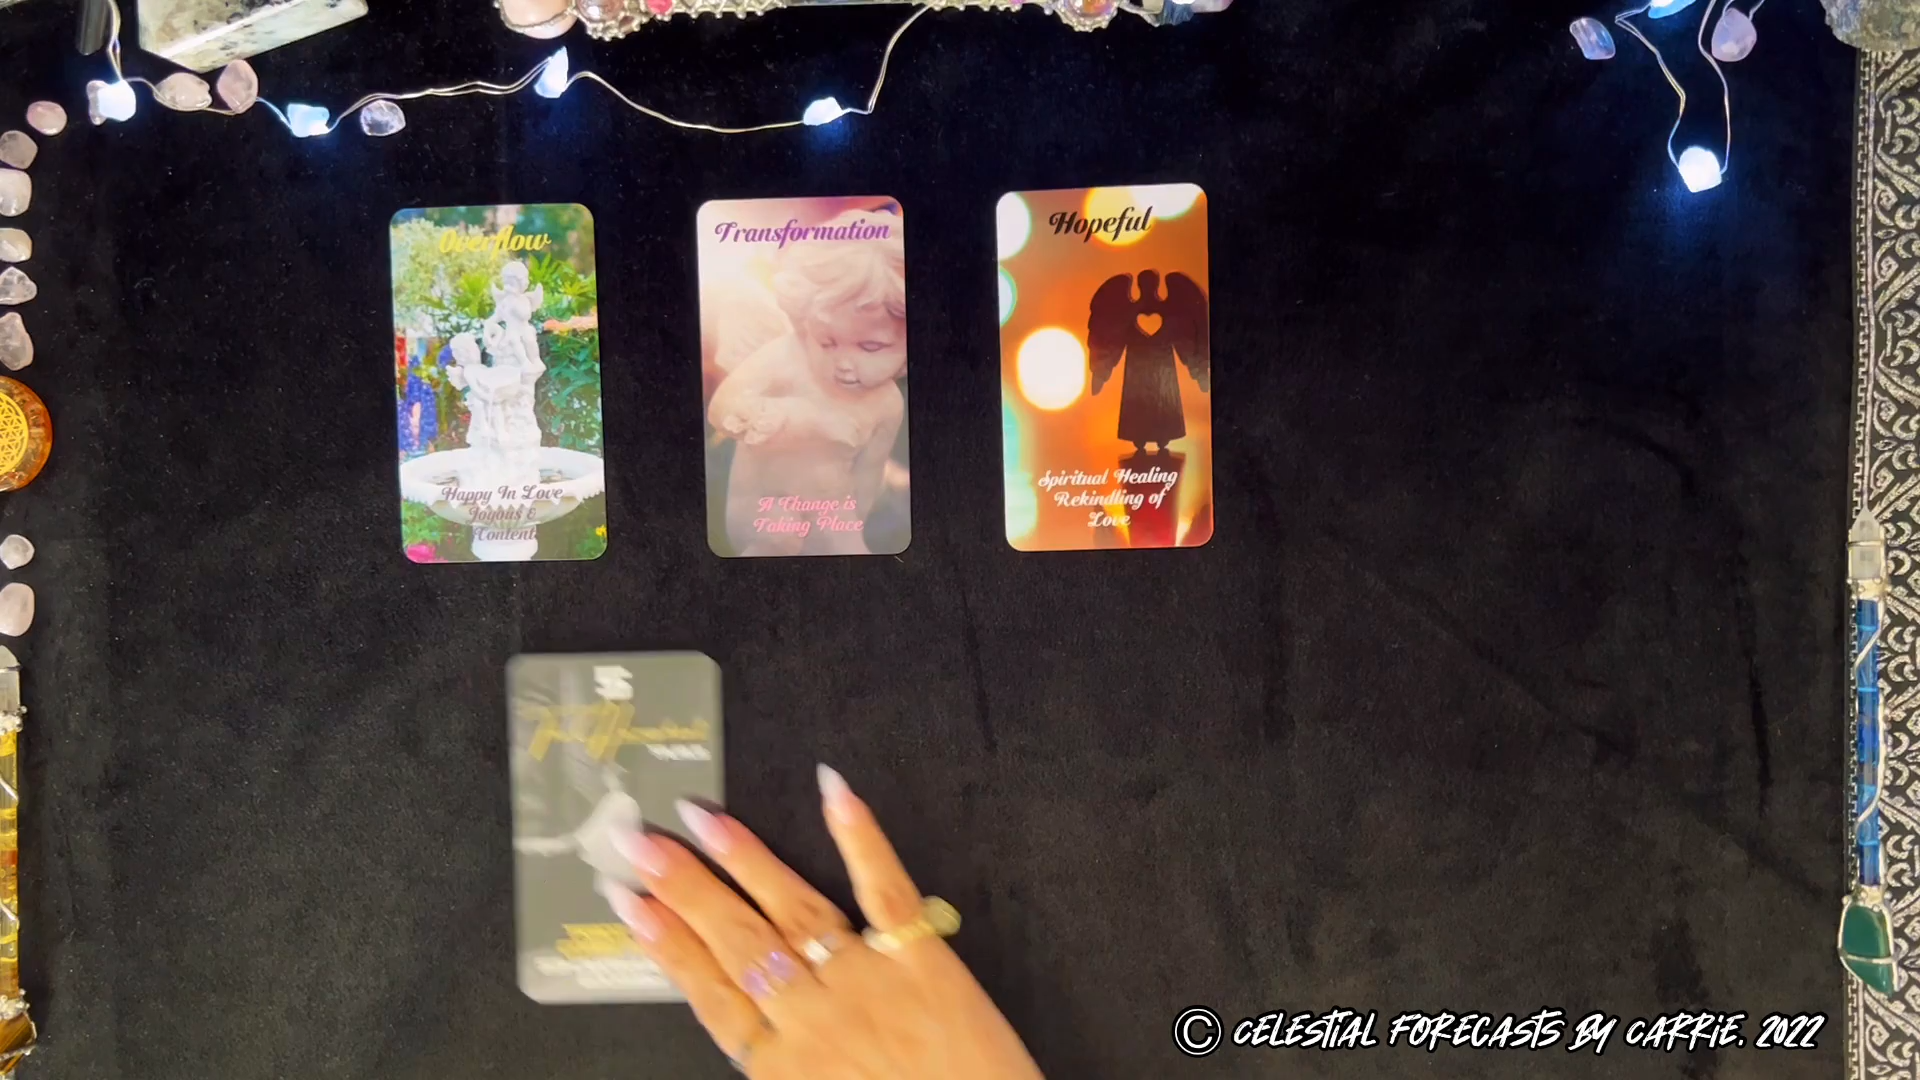 Overflow
Happy In Love
Joyous &
Content
Transformation
A Change is
Taking Place
Hopeful
Spiritual Healing
Rekindling of
Love
© CELESTIAL FORECASTS BY CARRIE. 2022